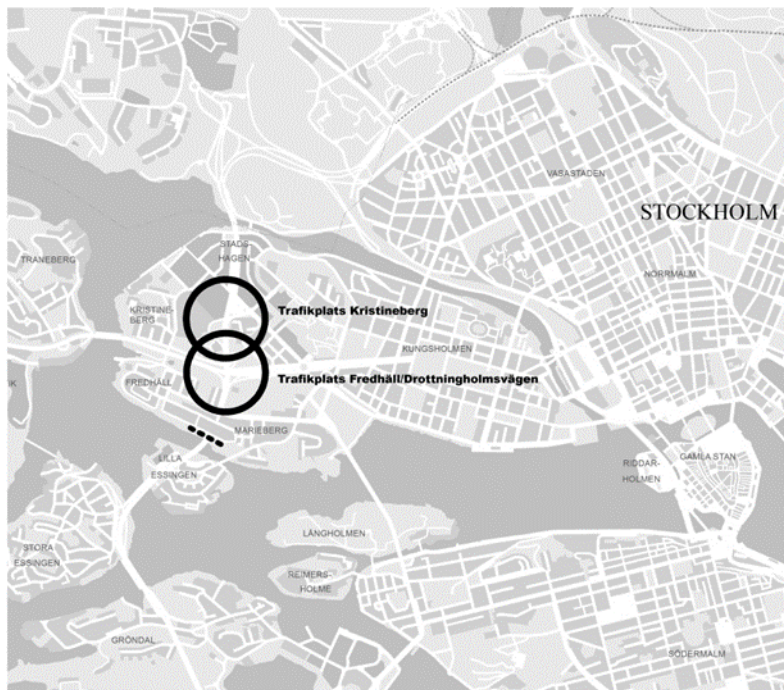 VASASTADEN
STOCKHOLM
STADS
HAGEN
TRANEBERG
NORRMALM
KRISTINE-
BERG
Trafikplats Kristineberg
KUNGSHOLMEN
Trafikplats Fredhäll/Drottningholmsvägen
FREDHÄLL
IK
MARIEBERG
LILLA
ESSINGEN
GAMLA STAN
RIDDAR-
HOLMEN
LÅNGHOLMEN
STORA
ESSINGEN
REIMERS-
HOLME
GRÖNDAL
SÖDERMALM